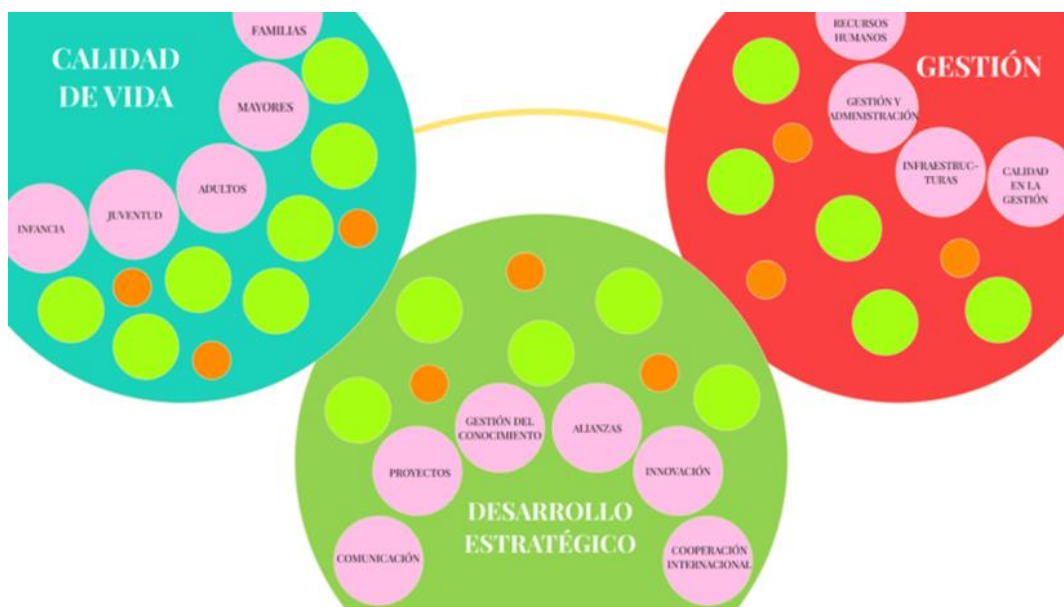 CALIDAD
DE VIDA
FAMILIAS
MAYORES
ADULTOS
JUVENTUD
INFANCIA
GESTIÓN
RECURSOS
HUMANOS
GESTIÓN Y
ADMINISTRACIÓN
INFRAESTRUC-
TURAS
CALIDAD
EN LA
GESTIÓN
DESARROLLO
ESTRATÉGICO
COMUNICACIÓN
PROYECTOS
GESTIÓN DEL
CONOCIMIENTO
ALIANZAS
INNOVACIÓN
COOPERACIÓN
INTERNACIONAL